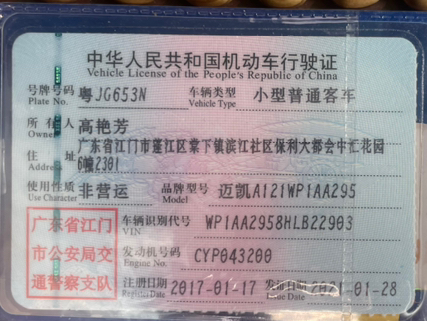 中华人民共和国机动车行驶证
Vehicle License of the People's Republic of China
号牌号码 粤JG653N 车辆类型 小型普通客车
Plate No. Vehicle Type
所有人 高艳芳
Owner
住址 广东省江门市蓬江区棠下镇滨江社区保利大都会中汇花园
Address 6幢2301
使用性质 非营运 品牌型号 迈凯A121WP1AA295
Use Character Model
广东省江门 车辆识别代号 WP1AA2958HLB22903
VIN
市公安局交 发动机号码 CYP043200
Engine No.
通警察支队 注册日期 2017-01-17 发证日期 2021-01-28
Register Date Issue Date